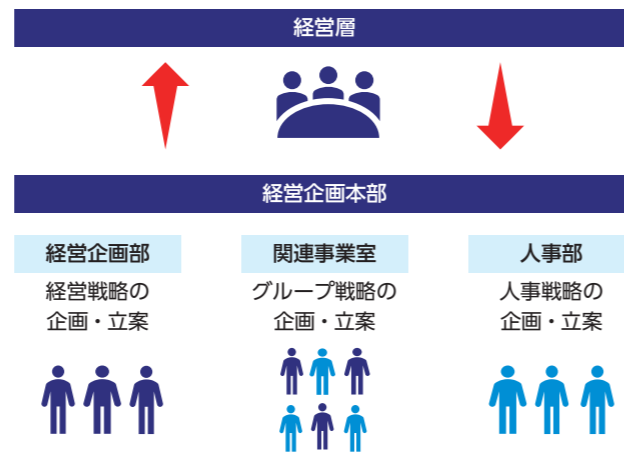 経営層
経営企画本部
経営企画部
経営戦略の
企画・立案
関連事業室
グループ戦略の
企画・立案
人事部
人事戦略の
企画・立案